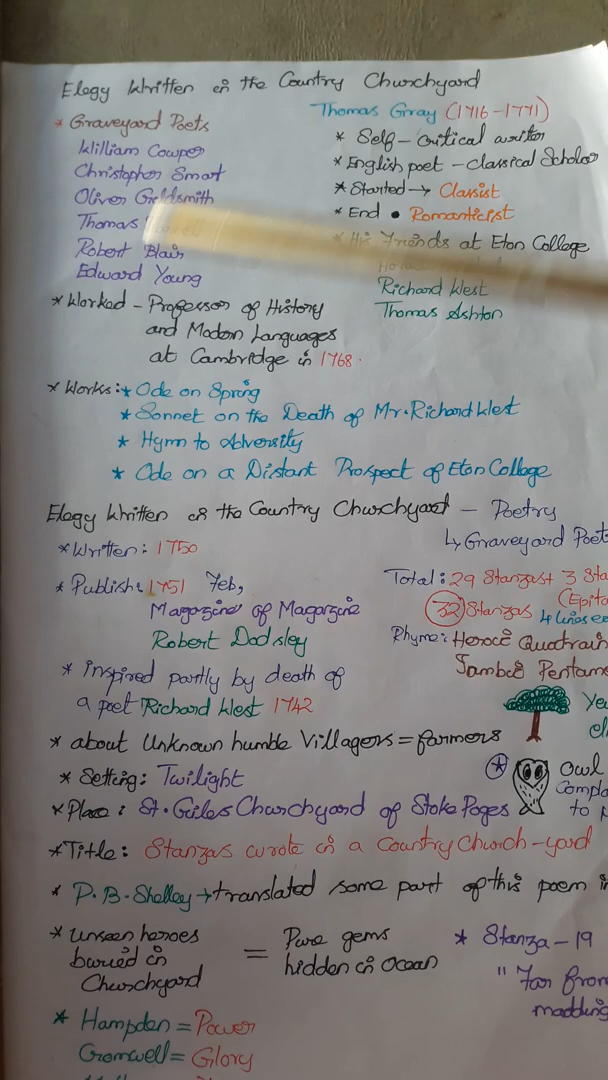 Elegy Written in the Country Churchyard
Thomas Gray (1716-1771)
* Graveyard Poets
William Cowper
Christopher Smart
Oliver Goldsmith
Thomas
Robert Blair
Edward Young
* Self-critical writer
* English poet - classical Scholar
* Started → Classist
* End • Romanticist
* His Friends at Eton College
Richard West
Thomas Ashton
* Worked - Professor of History
and Modern Languages
at Cambridge in 1768.
* Works: * Ode on Spring
* Sonnet on the Death of Mr. Richard West
* Hymn to Adversity
* Ode on a Distant Prospect of Eton College
Elegy Written in the Country Churchyard - Poetry
↳ Graveyard Poet
* Written: 1750
* Publish: 1751 Feb,
Magazine of Magarzine
Robert Dodsley
Total: 29 Stanzas + 3 Sta
(Epita
32 Stanzas 4 lines e
Rhyme: Heroic Quatrain
Iambic Pentame
* inspired partly by death of
a poet Richard West 1742
Ye
el
* about Unknown humble Villagers = farmers
* Setting: Twilight
* Owl
Compla
to
* Place: St. Giles Churchyard of Stoke Poges
* Title: Stanzas wrote in a Country Church-yard
* P.B. Shelley → translated some part of this poem in
* unseen heroes
buried in
Churchyard
= Pure gems
hidden in Ocean
* Stanza - 19
" Far from
madding
* Hampden = Power
Cromwell = Glory